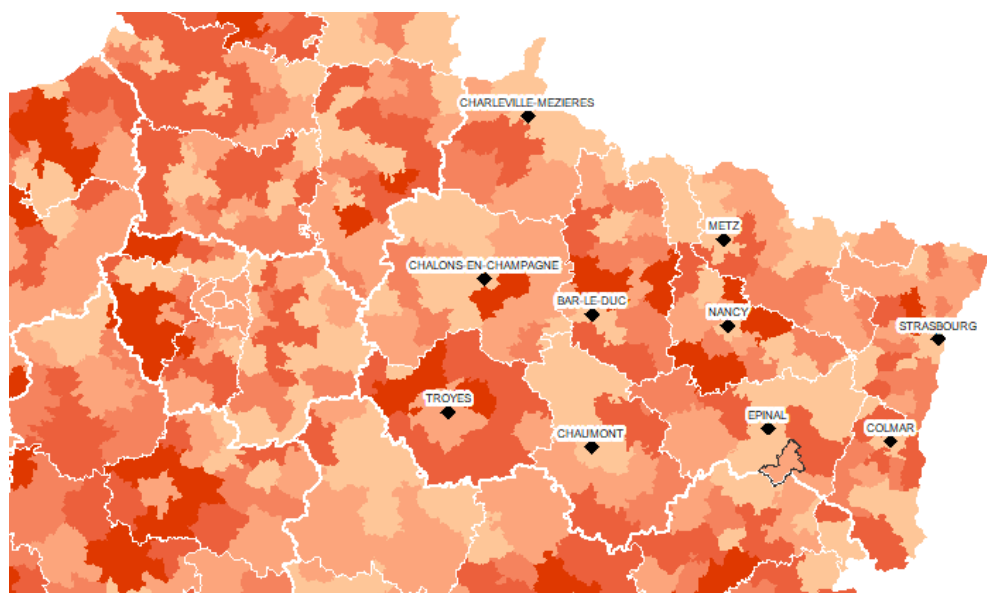 CHARLEVILLE-MEZIERES
METZ
CHALONS-EN-CHAMPAGNE
BAR-LE-DUC
NANCY
STRASBOURG
TROYES
EPINAL
CHAUMONT
COLMAR